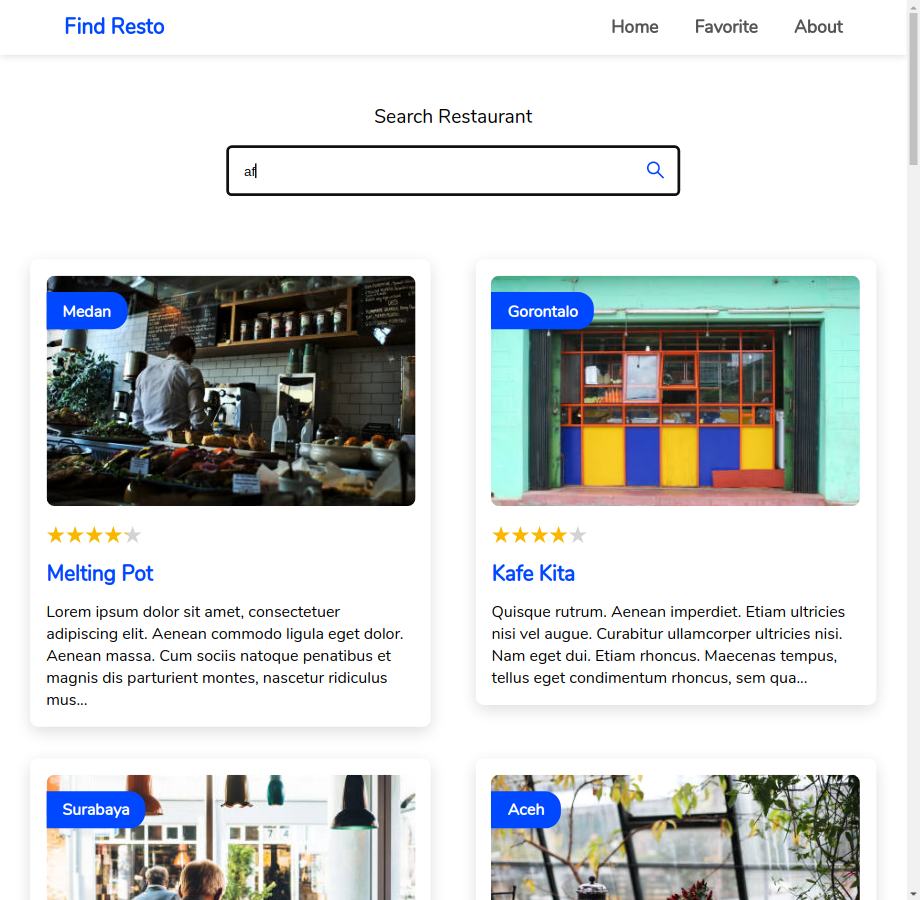 Find Resto
Home Favorite About
Search Restaurant
af
Medan
Gorontalo
Melting Pot
Lorem ipsum dolor sit amet, consectetuer
adipiscing elit. Aenean commodo ligula eget dolor.
Aenean massa. Cum sociis natoque penatibus et
magnis dis parturient montes, nascetur ridiculus
mus...
Kafe Kita
Quisque rutrum. Aenean imperdiet. Etiam ultricies
nisi vel augue. Curabitur ullamcorper ultricies nisi.
Nam eget dui. Etiam rhoncus. Maecenas tempus,
tellus eget condimentum rhoncus, sem qua...
Surabaya
Aceh